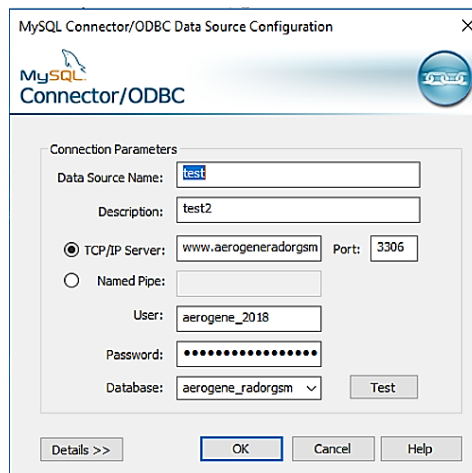 MySQL Connector/ODBC Data Source Configuration
MySQL
Connector/ODBC
Connection Parameters
Data Source Name: test
Description: test2
TCP/IP Server: www.aerogeneradorgsm Port: 3306
Named Pipe:
User: aerogene_2018
Password: •••••••••••••••••
Database: aerogene_radorgsm Test
Details >> OK Cancel Help